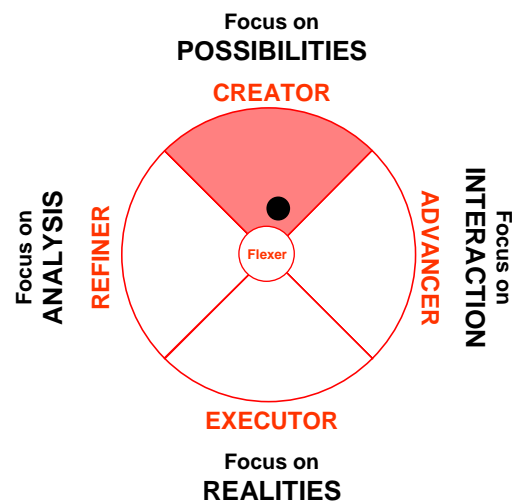 Focus on
POSSIBILITIES
CREATOR
Focus on
ANALYSIS
REFINER
Flexer
ADVANCER
Focus on
INTERACTION
EXECUTOR
Focus on
REALITIES